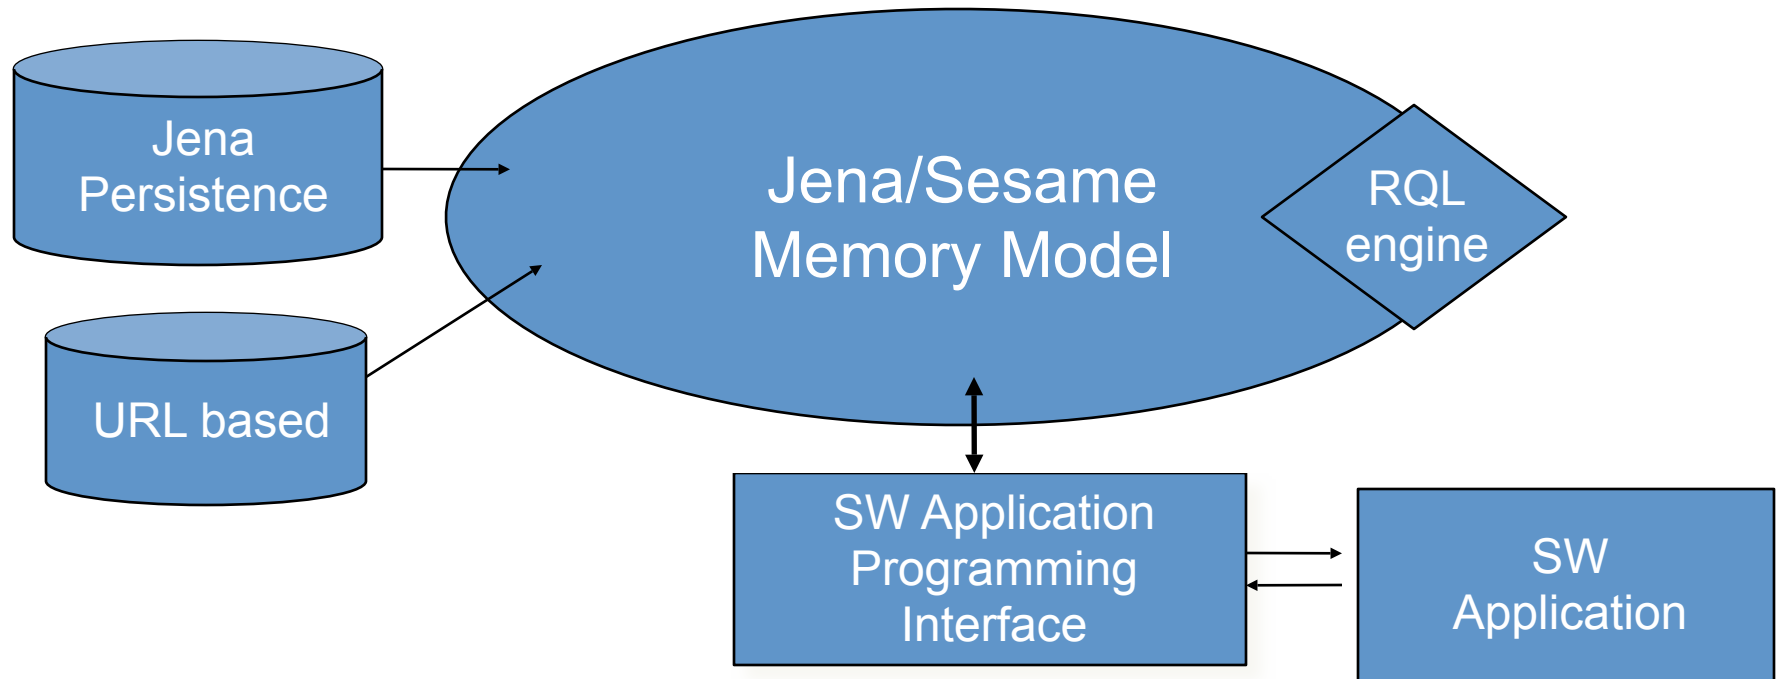 Jena
Persistence
Jena/Sesame
Memory Model
RQL
engine
URL based
SW Application
Programming
Interface
SW
Application